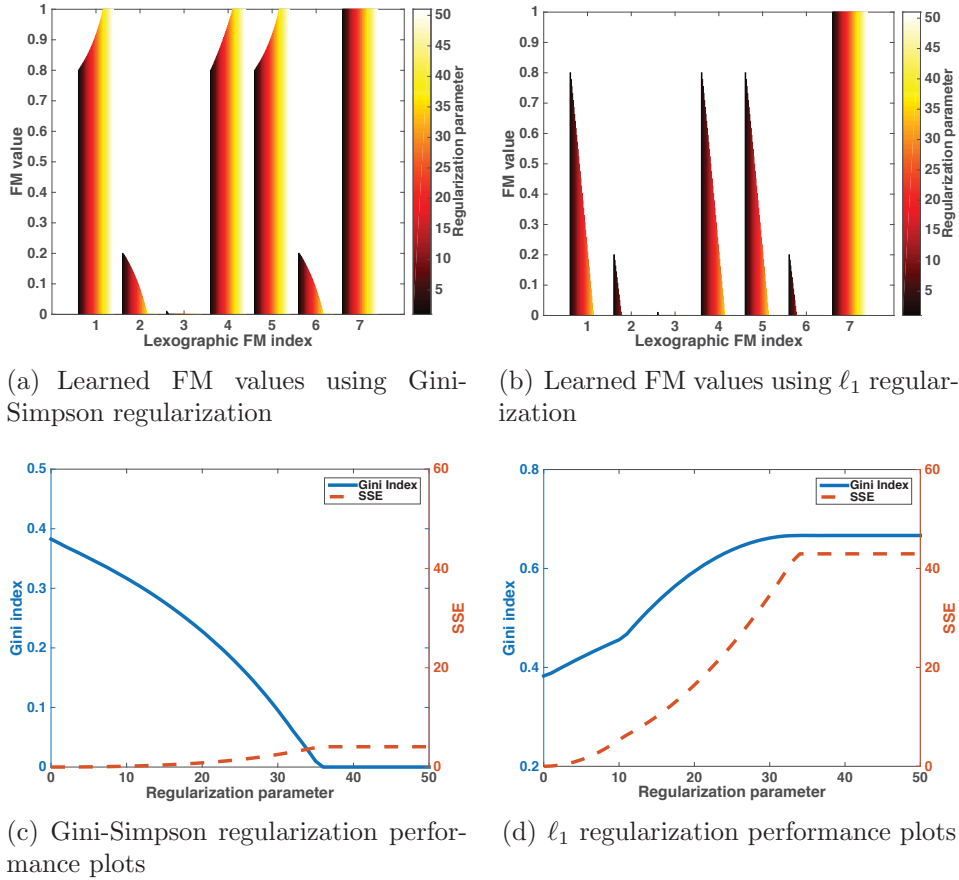 1
0.9
0.8
0.7
0.6
0.5
0.4
0.3
0.2
0.1
0
FM value
1 2 3 4 5 6 7
Lexographic FM index
50
45
40
35
30
25
20
15
10
5
Regularization parameter
(a) Learned FM values using Gini-
Simpson regularization
1
0.9
0.8
0.7
0.6
0.5
0.4
0.3
0.2
0.1
0
FM value
1 2 3 4 5 6 7
Lexographic FM index
50
45
40
35
30
25
20
15
10
5
Regularization parameter
(b) Learned FM values using ℓ₁ regular-
ization
0.5
0.4
0.3
0.2
0.1
0
Gini index
Gini Index
SSE
60
40
20
0
SSE
0 10 20 30 40 50
Regularization parameter
(c) Gini-Simpson regularization perfor-
mance plots
0.8
0.6
0.4
0.2
Gini index
Gini Index
SSE
60
40
20
0
SSE
0 10 20 30 40 50
Regularization parameter
(d) ℓ₁ regularization performance plots